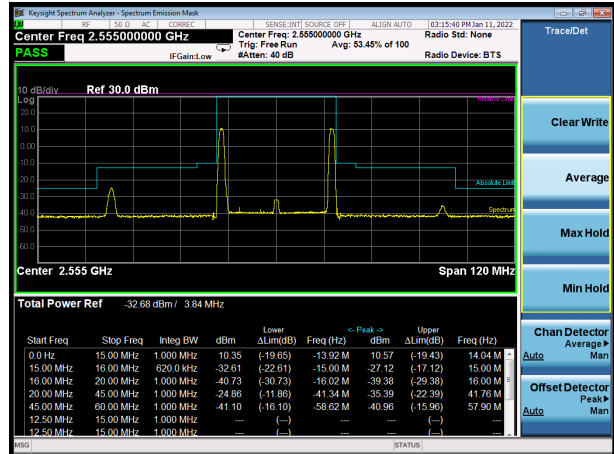 Keysight Spectrum Analyzer - Spectrum Emission Mask
LXI RF 50 Ω AC CORREC SENSE:INT SOURCE OFF ALIGN AUTO 03:15:40 PM Jan 11, 2022
Center Freq 2.555000000 GHz Center Freq: 2.555000000 GHz Radio Std: None
Trig: Free Run Avg: 53.45% of 100
PASS IFGain:Low #Atten: 40 dB Radio Device: BTS
10 dB/div Ref 30.0 dBm
Log
Relative Limit
20.0
10.0
0.00
-10.0
-20.0
Absolute Limit
-30.0
-40.0
Spectrum
-50.0
-60.0
Center 2.555 GHz Span 120 MHz
Total Power Ref -32.68 dBm / 3.84 MHz
Lower <- Peak -> Upper
Start Freq Stop Freq Integ BW dBm ΔLim(dB) Freq (Hz) dBm ΔLim(dB) Freq (Hz)
0.0 Hz 15.00 MHz 1.000 MHz 10.35 (-19.65) -13.92 M 10.57 (-19.43) 14.04 M
15.00 MHz 16.00 MHz 620.0 kHz -32.61 (-22.61) -15.00 M -27.12 (-17.12) 15.00 M
16.00 MHz 20.00 MHz 1.000 MHz -40.73 (-30.73) -16.02 M -39.38 (-29.38) 16.00 M
20.00 MHz 45.00 MHz 1.000 MHz -24.86 (-11.86) -41.34 M -35.39 (-22.39) 41.76 M
45.00 MHz 60.00 MHz 1.000 MHz -41.10 (-16.10) -58.62 M -40.96 (-15.96) 57.90 M
12.50 MHz 15.00 MHz 1.000 MHz --- (---) --- --- (---) ---
12.50 MHz 15.00 MHz 1.000 MHz --- (---) --- --- (---) ---
MSG STATUS
Trace/Det
Clear Write
Average
Max Hold
Min Hold
Chan Detector
Average
Auto Man
Offset Detector
Peak
Auto Man